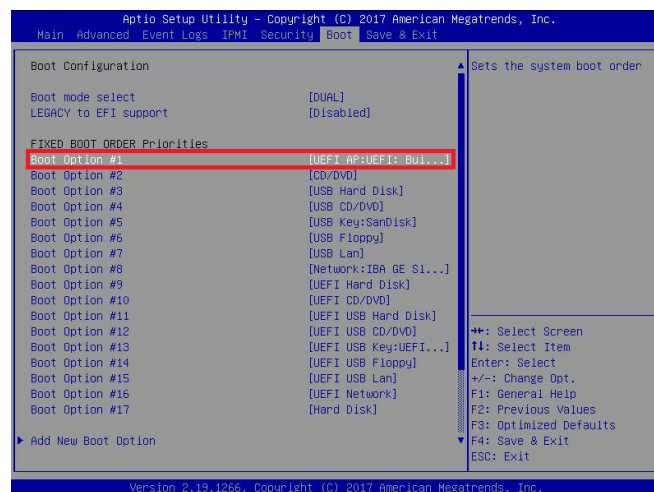 Aptio Setup Utility – Copyright (C) 2017 American Megatrends, Inc.
Main Advanced Event Logs IPMI Security Boot Save & Exit
Boot Configuration
Boot mode select [DUAL]
LEGACY to EFI support [Disabled]
FIXED BOOT ORDER Priorities
Boot Option #1 [UEFI AP:UEFI: Bui...]
Boot Option #2 [CD/DVD]
Boot Option #3 [USB Hard Disk]
Boot Option #4 [USB CD/DVD]
Boot Option #5 [USB Key:SanDisk]
Boot Option #6 [USB Floppy]
Boot Option #7 [USB Lan]
Boot Option #8 [Network:IBA GE Sl...]
Boot Option #9 [UEFI Hard Disk]
Boot Option #10 [UEFI CD/DVD]
Boot Option #11 [UEFI USB Hard Disk]
Boot Option #12 [UEFI USB CD/DVD]
Boot Option #13 [UEFI USB Key:UEFI...]
Boot Option #14 [UEFI USB Floppy]
Boot Option #15 [UEFI USB Lan]
Boot Option #16 [UEFI Network]
Boot Option #17 [Hard Disk]
Add New Boot Option
Sets the system boot order
→←: Select Screen
↑↓: Select Item
Enter: Select
+/-: Change Opt.
F1: General Help
F2: Previous Values
F3: Optimized Defaults
F4: Save & Exit
ESC: Exit
Version 2.19.1266. Copyright (C) 2017 American Megatrends, Inc.